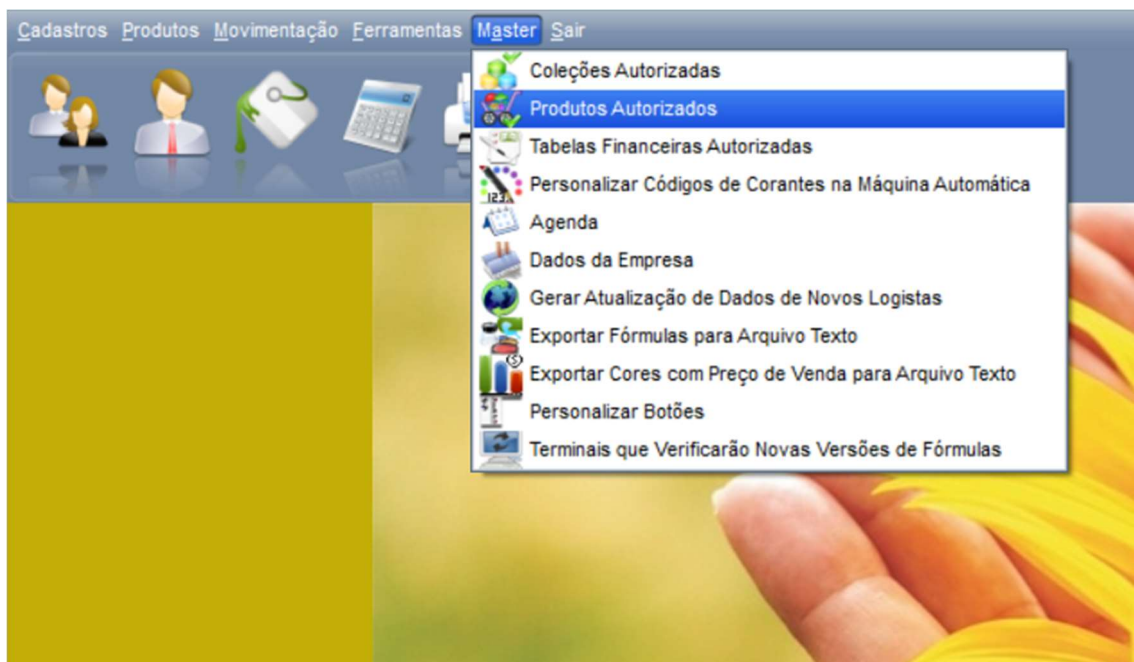 Cadastros Produtos Movimentação Ferramentas Master Sair
Coleções Autorizadas
Produtos Autorizados
Tabelas Financeiras Autorizadas
Personalizar Códigos de Corantes na Máquina Automática
Agenda
Dados da Empresa
Gerar Atualização de Dados de Novos Logistas
Exportar Fórmulas para Arquivo Texto
Exportar Cores com Preço de Venda para Arquivo Texto
Personalizar Botões
Terminais que Verificarão Novas Versões de Fórmulas